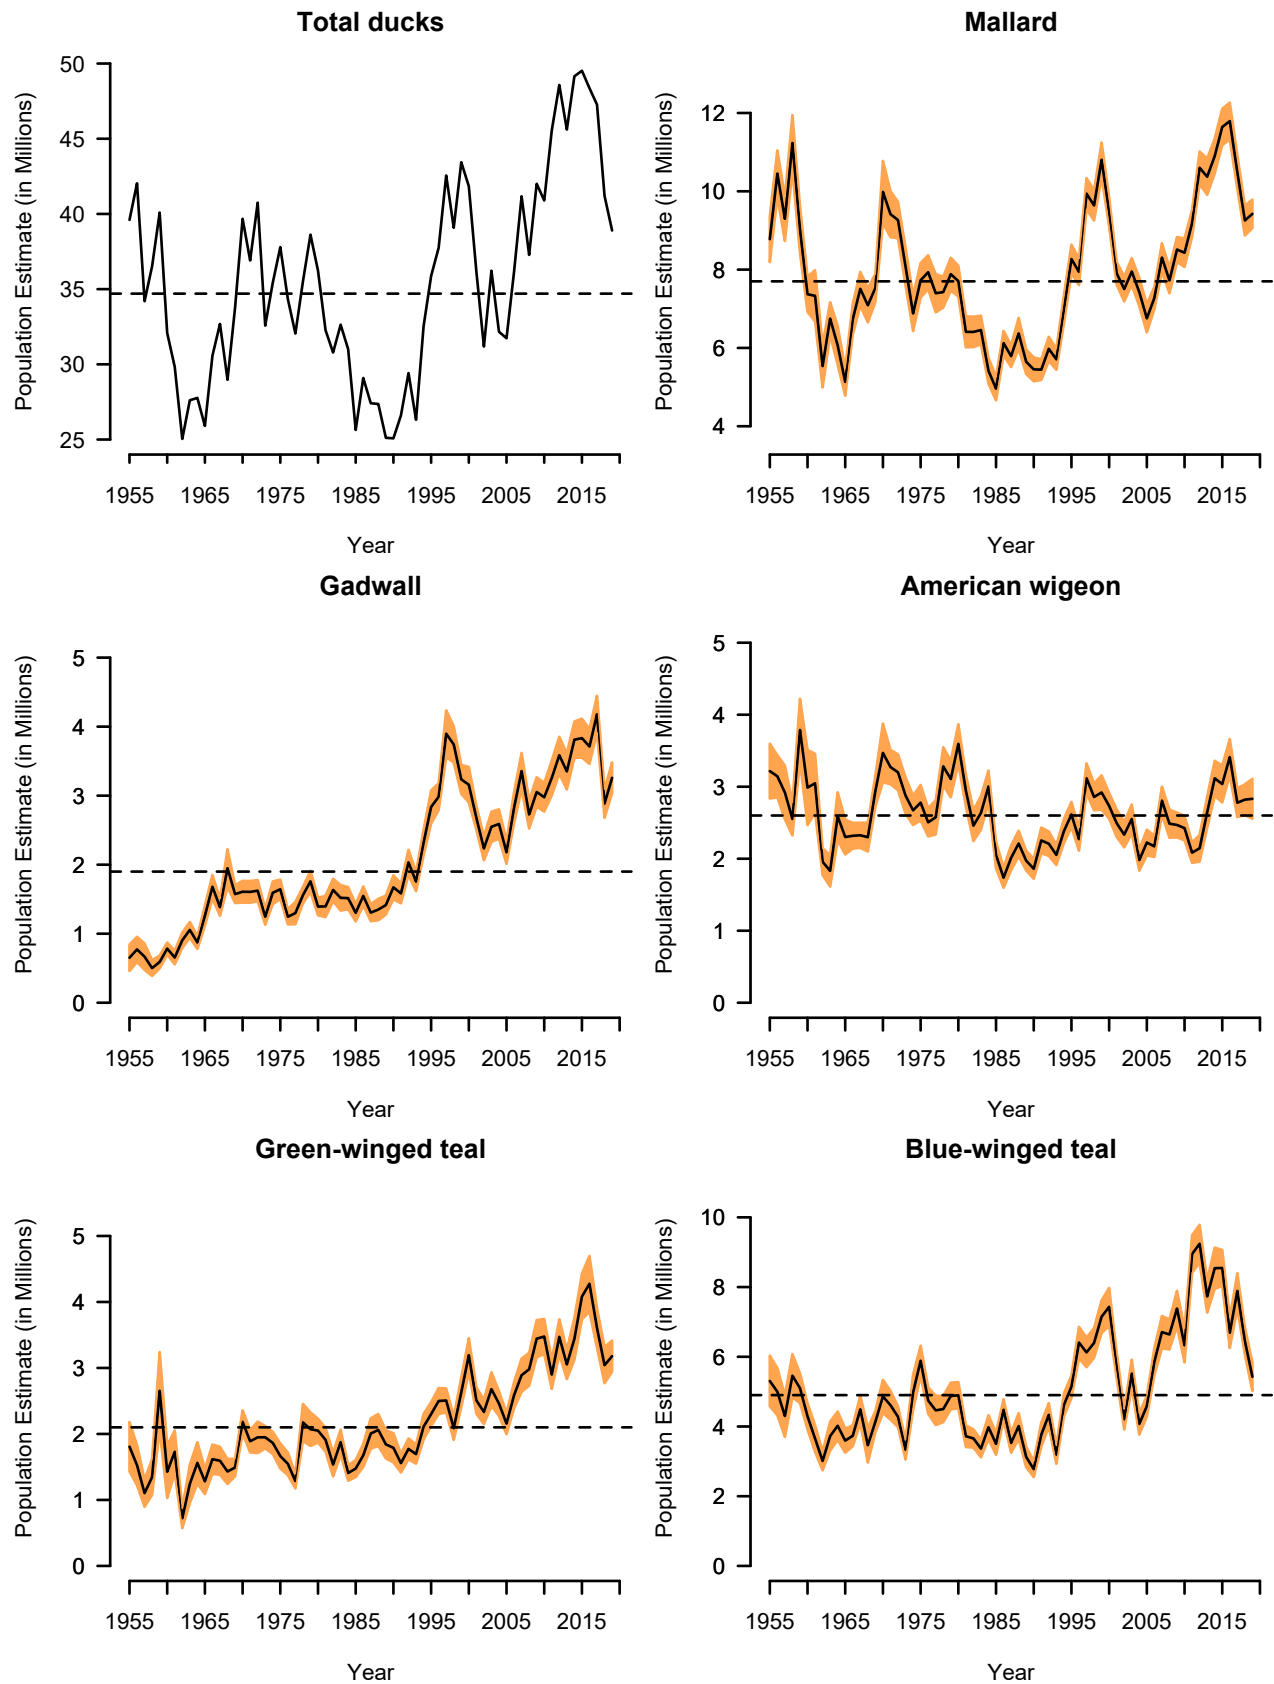 Total ducks
Population Estimate (in Millions)
50
45
40
35
30
25
1955 1965 1975 1985 1995 2005 2015
Year
Mallard
Population Estimate (in Millions)
12
10
8
6
4
1955 1965 1975 1985 1995 2005 2015
Year
Gadwall
Population Estimate (in Millions)
5
4
3
2
1
0
1955 1965 1975 1985 1995 2005 2015
Year
American wigeon
Population Estimate (in Millions)
5
4
3
2
1
0
1955 1965 1975 1985 1995 2005 2015
Year
Green-winged teal
Population Estimate (in Millions)
5
4
3
2
1
0
1955 1965 1975 1985 1995 2005 2015
Year
Blue-winged teal
Population Estimate (in Millions)
10
8
6
4
2
0
1955 1965 1975 1985 1995 2005 2015
Year